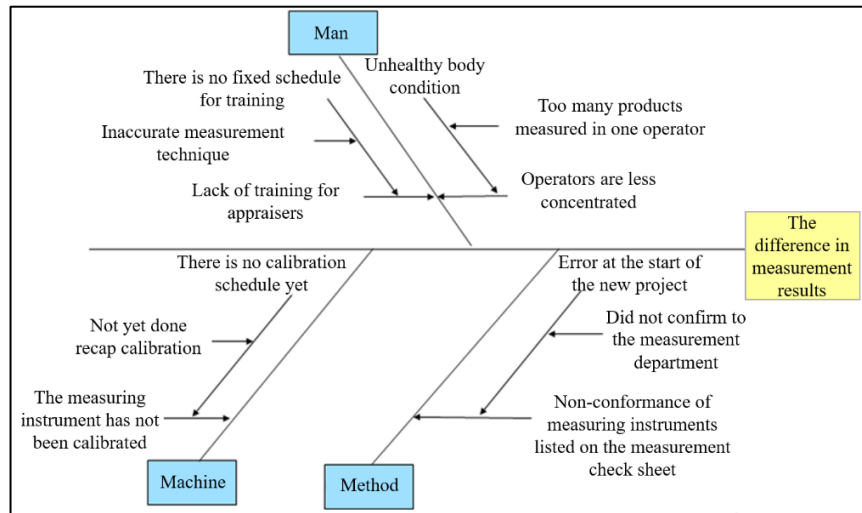 Man
There is no fixed schedule
for training
Unhealthy body
condition
Too many products
measured in one operator
Inaccurate measurement
technique
Lack of training for
appraisers
Operators are less
concentrated
The
difference in
measurement
results
There is no calibration
schedule yet
Error at the start of
the new project
Not yet done
recap calibration
Did not confirm to
the measurement
department
The measuring
instrument has not
been calibrated
Non-conformance of
measuring instruments
listed on the measurement
check sheet
Machine
Method